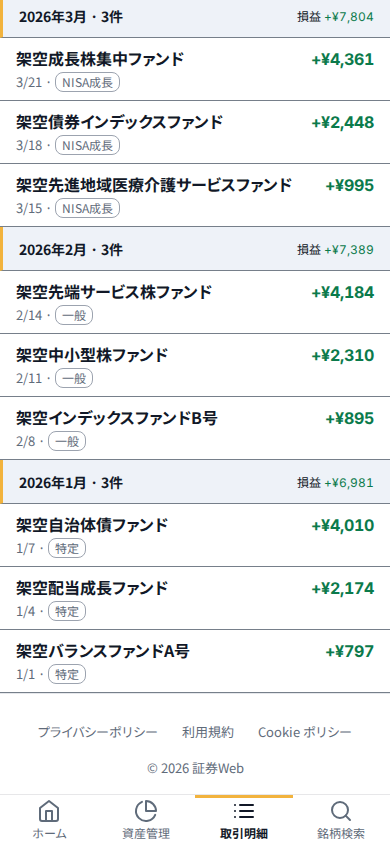 2026年3月・3件 損益 +¥7,804
架空成長株集中ファンド +¥4,361
3/21・NISA成長
架空債券インデックスファンド +¥2,448
3/18・NISA成長
架空先進地域医療介護サービスファンド +¥995
3/15・NISA成長
2026年2月・3件 損益 +¥7,389
架空先端サービス株ファンド +¥4,184
2/14・一般
架空中小型株ファンド +¥2,310
2/11・一般
架空インデックスファンドB号 +¥895
2/8・一般
2026年1月・3件 損益 +¥6,981
架空自治体債ファンド +¥4,010
1/7・特定
架空配当成長ファンド +¥2,174
1/4・特定
架空バランスファンドA号 +¥797
1/1・特定
プライバシーポリシー 利用規約 Cookie ポリシー
© 2026 証券Web
ホーム 資産管理 取引明細 銘柄検索